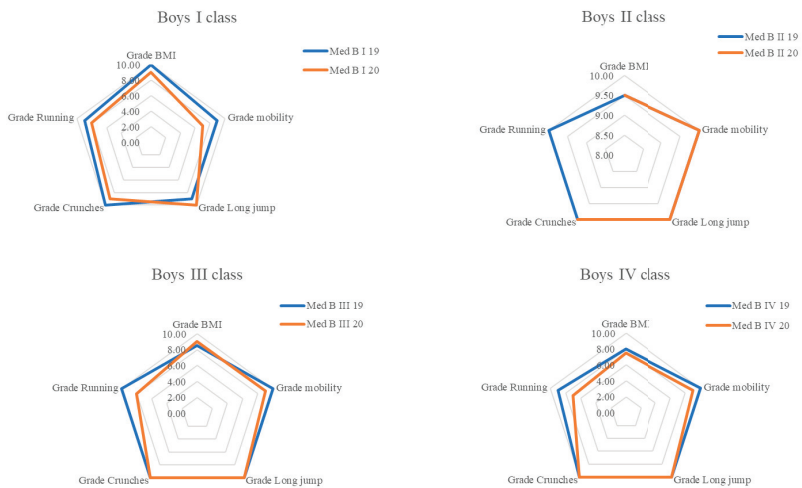 Boys I class
Med B I 19
Med B I 20
Grade BMI
10.00
8.00
6.00
4.00
2.00
0.00
Grade Running
Grade mobility
Grade Crunches
Grade Long jump
Boys II class
Med B II 19
Med B II 20
Grade BMI
10.00
9.50
9.00
8.50
8.00
Grade Running
Grade mobility
Grade Crunches
Grade Long jump
Boys III class
Med B III 19
Med B III 20
Grade BMI
10.00
8.00
6.00
4.00
2.00
0.00
Grade Running
Grade mobility
Grade Crunches
Grade Long jump
Boys IV class
Med B IV 19
Med B IV 20
Grade BMI
10.00
8.00
6.00
4.00
2.00
0.00
Grade Running
Grade mobility
Grade Crunches
Grade Long jump